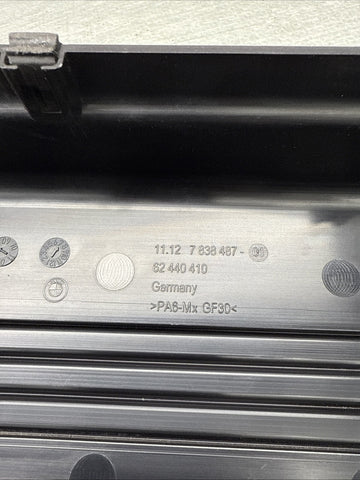 11.12 7 838 487-
62 440 410
Germany
>PA6-Mx GF30<